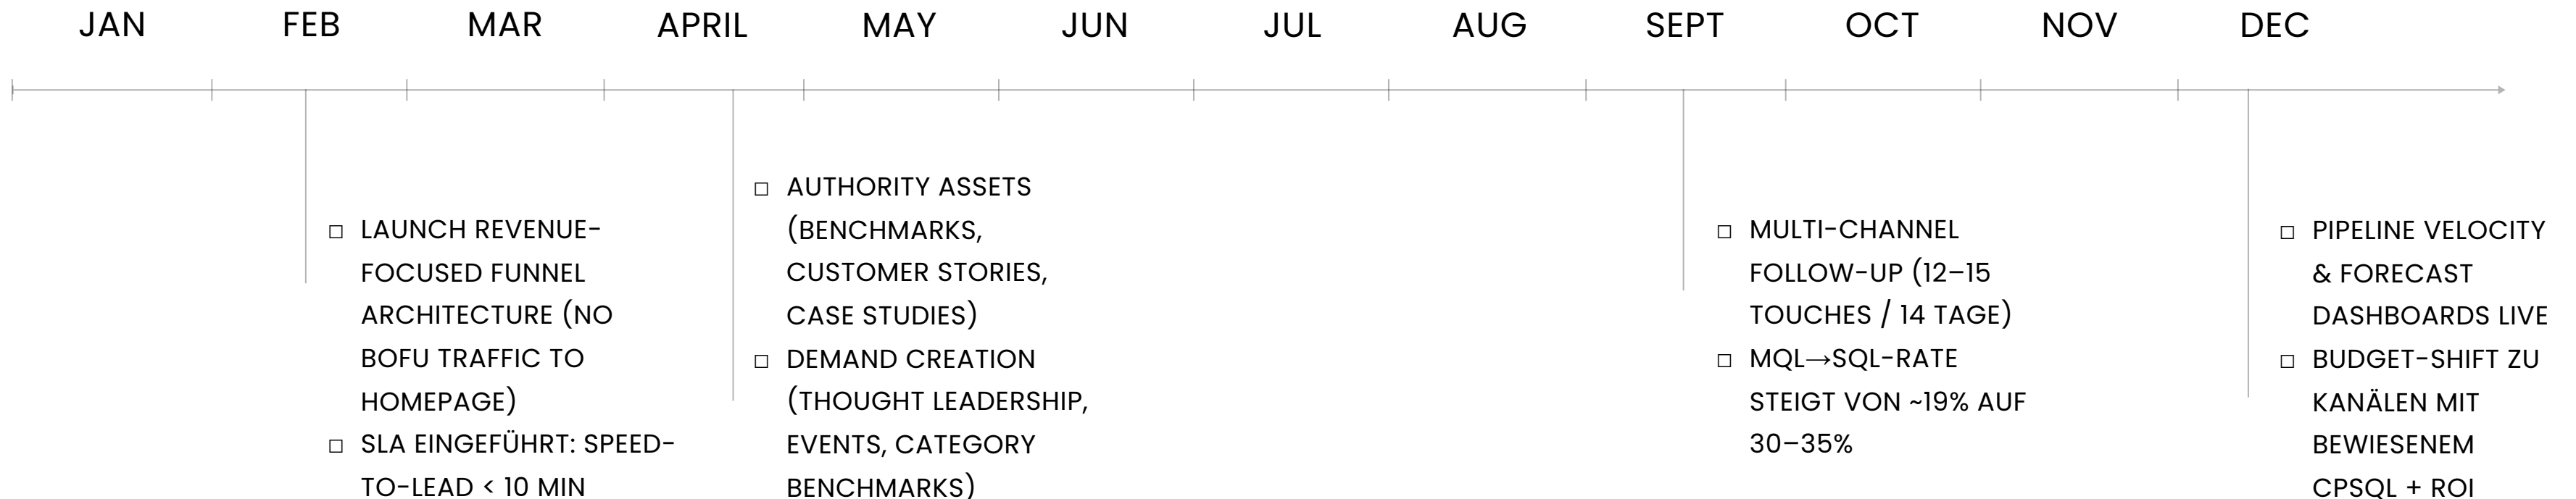 JAN FEB MAR APRIL MAY JUN JUL AUG SEPT OCT NOV DEC
LAUNCH REVENUE-
FOCUSED FUNNEL
ARCHITECTURE (NO
BOFU TRAFFIC TO
HOMEPAGE)
SLA EINGEFÜHRT: SPEED-
TO-LEAD < 10 MIN
AUTHORITY ASSETS
(BENCHMARKS,
CUSTOMER STORIES,
CASE STUDIES)
DEMAND CREATION
(THOUGHT LEADERSHIP,
EVENTS, CATEGORY
BENCHMARKS)
MULTI-CHANNEL
FOLLOW-UP (12–15
TOUCHES / 14 TAGE)
MQL→SQL-RATE
STEIGT VON ~19% AUF
30–35%
PIPELINE VELOCITY
& FORECAST
DASHBOARDS LIVE
BUDGET-SHIFT ZU
KANÄLEN MIT
BEWIESENEM
CPSQL + ROI